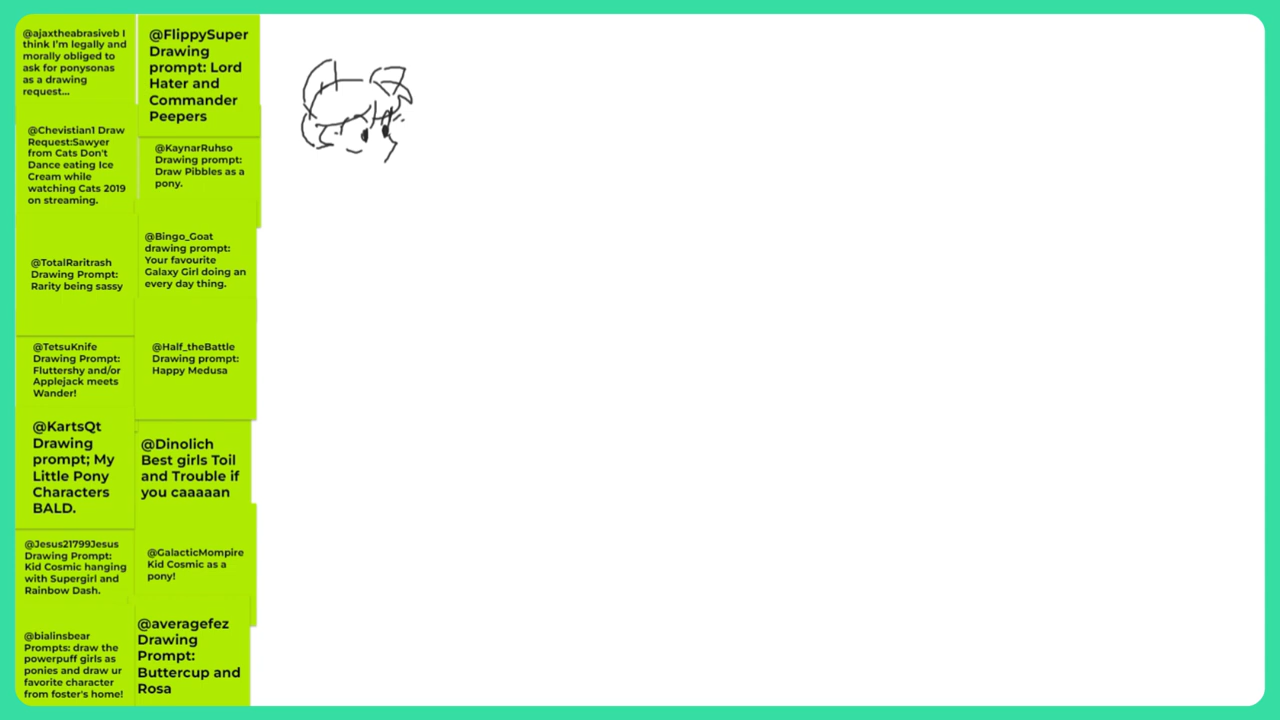 @ajaxtheabrasiveb I
think I'm legally and
morally obliged to
ask for ponysonas
as a drawing
request...
@FlippySuper
Drawing
prompt: Lord
Hater and
Commander
Peepers
@Chevistian1 Draw
Request:Sawyer
from Cats Don't
Dance eating Ice
Cream while
watching Cats 2019
on streaming.
@KaynarRuhso
Drawing prompt:
Draw Pibbles as a
pony.
@TotalRaritrash
Drawing Prompt:
Rarity being sassy
@Bingo_Goat
drawing prompt:
Your favourite
Galaxy Girl doing an
every day thing.
@TetsuKnife
Drawing Prompt:
Fluttershy and/or
Applejack meets
Wander!
@Half_theBattle
Drawing prompt:
Happy Medusa
@KartsQt
Drawing
prompt; My
Little Pony
Characters
BALD.
@Dinolich
Best girls Toil
and Trouble if
you caaaaan
@Jesus21799Jesus
Drawing Prompt:
Kid Cosmic hanging
with Supergirl and
Rainbow Dash.
@GalacticMompire
Kid Cosmic as a
pony!
@bialinsbear
Prompts: draw the
powerpuff girls as
ponies and draw ur
favorite character
from foster's home!
@averagefez
Drawing
Prompt:
Buttercup and
Rosa